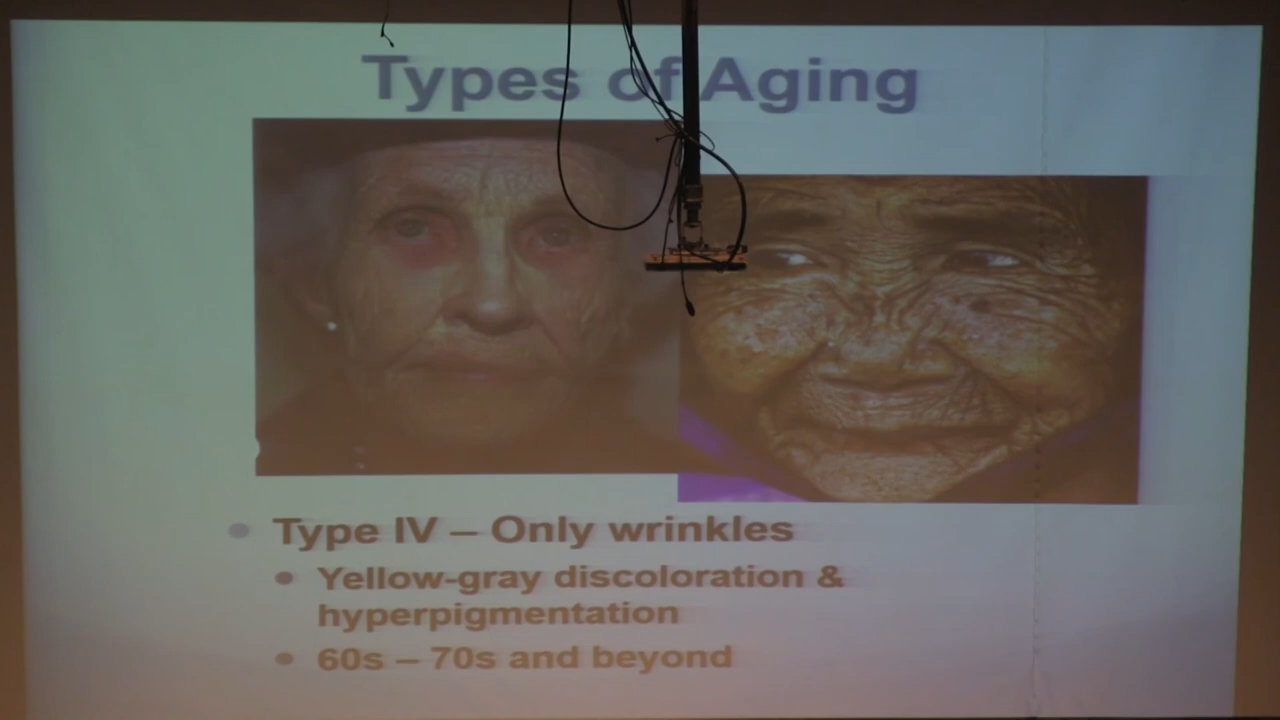 Types of Aging
Type IV – Only wrinkles
Yellow-gray discoloration &
hyperpigmentation
60s – 70s and beyond